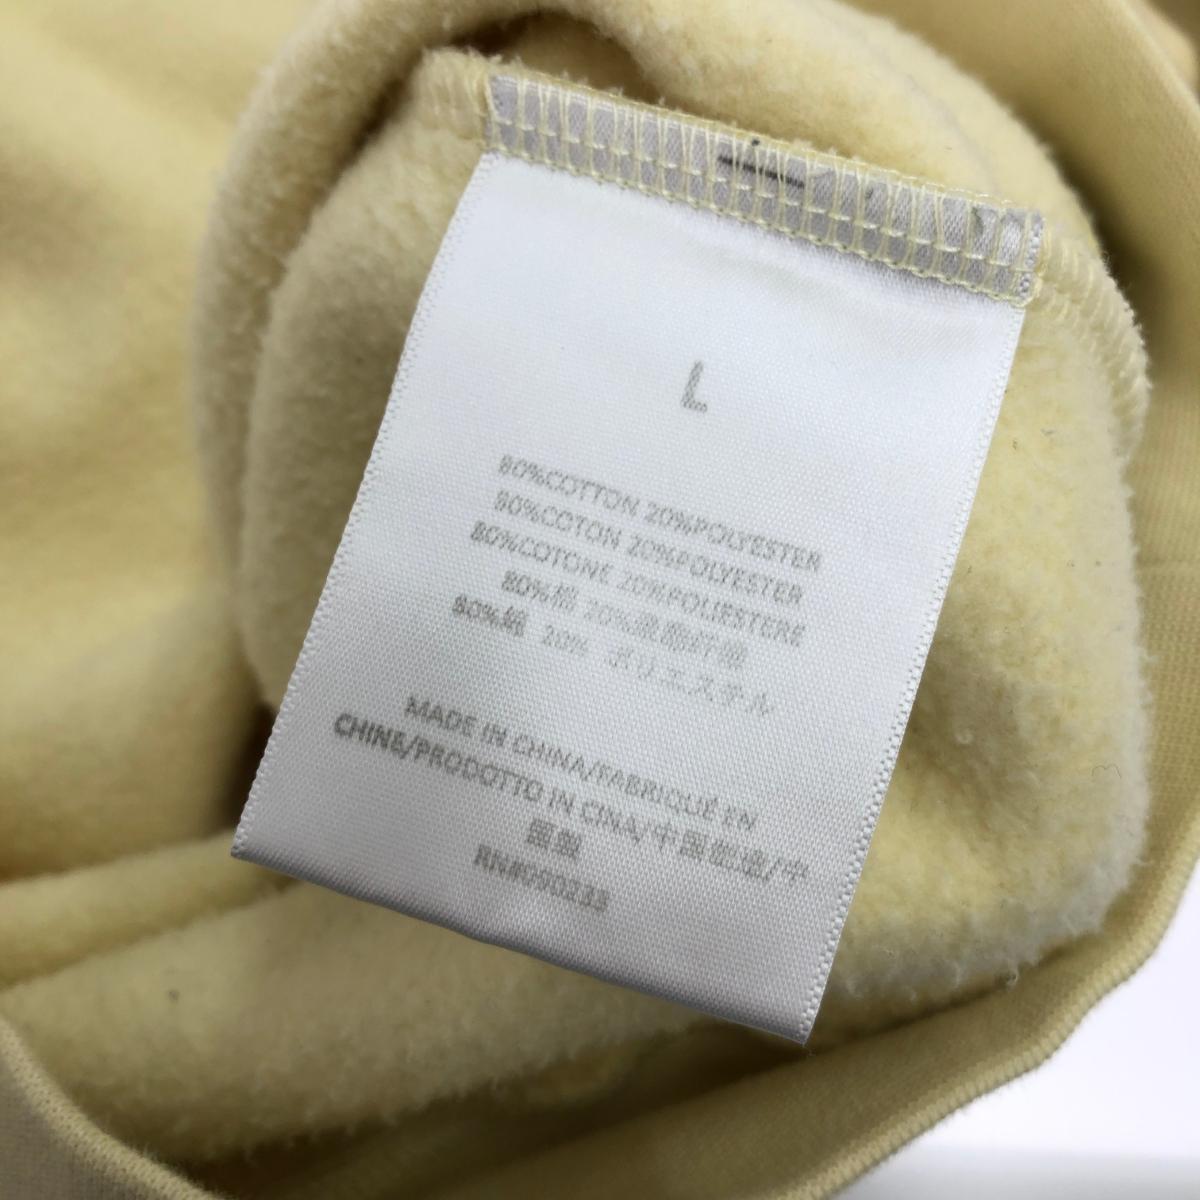 L
80%COTTON 20%POLYESTER
80%COTON 20%POLYESTER
80%COTONE 20%POLIESTERE
80%棉 20%聚酯纤维
80%綿 20% ポリエステル
MADE IN CHINA/FABRIQUÉ EN
CHINE/PRODOTTO IN CINA/中国制造/中
国製
RN#090233